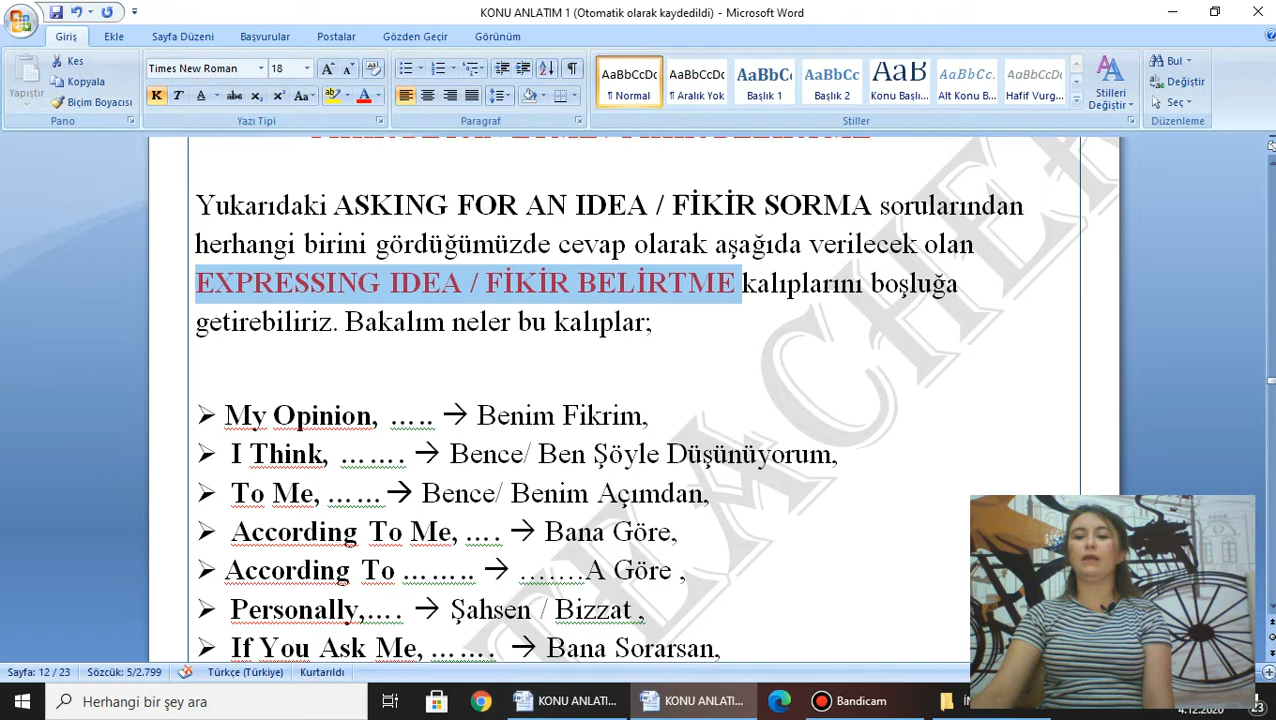 KONU ANLATIM 1 (Otomatik olarak kaydedildi) - Microsoft Word
Giriş Ekle Sayfa Düzeni Başvurular Postalar Gözden Geçir Görünüm
Yapıştır
Kes
Kopyala
Biçim Boyacısı
Times New Roman 18
AaBbCcDc AaBbCcDc AaBbC AaBbCc AaB AaBbCc. AaBbCcDc
¶ Normal ¶ Aralık Yok Başlık 1 Başlık 2 Konu Başlı... Alt Konu B... Hafif Vurg...
Stilleri Değiştir
Bul
Değiştir
Seç
Pano Yazı Tipi Paragraf Stiller Düzenleme
Yukarıdaki ASKING FOR AN IDEA / FİKİR SORMA sorularından
herhangi birini gördüğümüzde cevap olarak aşağıda verilecek olan
EXPRESSING IDEA / FİKİR BELİRTME kalıplarını boşluğa
getirebiliriz. Bakalım neler bu kalıplar;
➢ My Opinion, ….. → Benim Fikrim,
➢ I Think, ……. → Bence/ Ben Şöyle Düşünüyorum,
➢ To Me, ……→ Bence/ Benim Açımdan,
➢ According To Me, …. → Bana Göre,
➢ According To …….. → …….A Göre ,
➢ Personally,…. → Şahsen / Bizzat ,
➢ If You Ask Me, ……. → Bana Sorarsan,
TEACHER
Sayfa: 12 / 23 Sözcük: 5/2.799 Türkçe (Türkiye) Kurtarıldı
Herhangi bir şey ara
KONU ANLATI... KONU ANLATI... Bandicam
4.12.2020
23